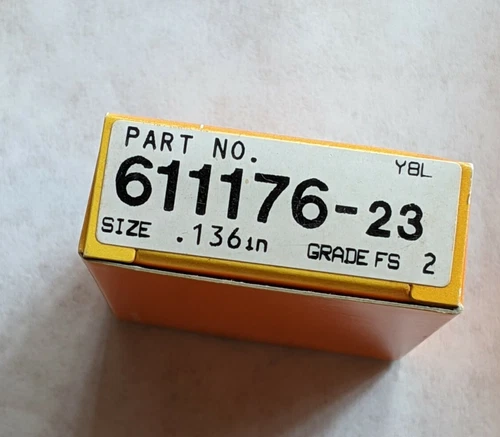 PART NO. Y8L
611176-23
SIZE .136in GRADE FS 2